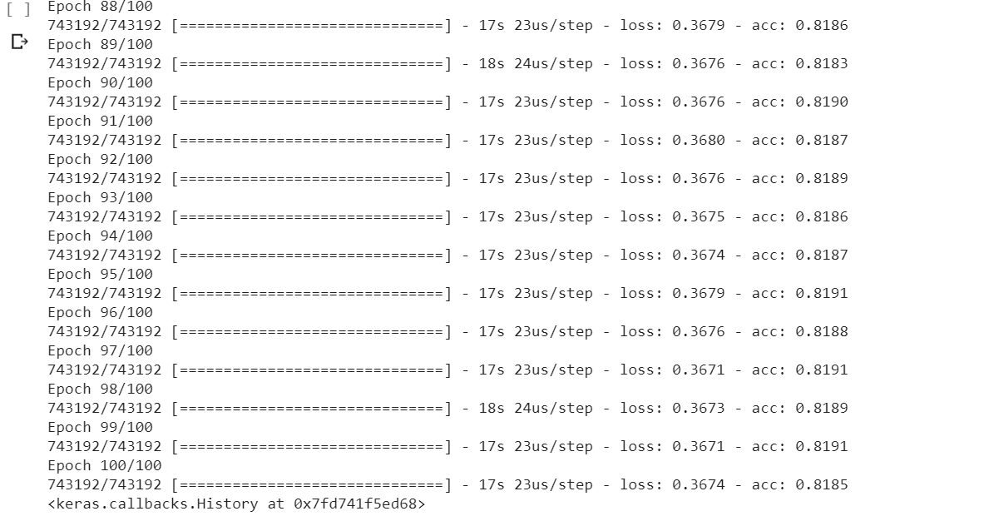 [ ] Epoch 88/100
743192/743192 [==============================] - 17s 23us/step - loss: 0.3679 - acc: 0.8186
Epoch 89/100
743192/743192 [==============================] - 18s 24us/step - loss: 0.3676 - acc: 0.8183
Epoch 90/100
743192/743192 [==============================] - 17s 23us/step - loss: 0.3676 - acc: 0.8190
Epoch 91/100
743192/743192 [==============================] - 17s 23us/step - loss: 0.3680 - acc: 0.8187
Epoch 92/100
743192/743192 [==============================] - 17s 23us/step - loss: 0.3676 - acc: 0.8189
Epoch 93/100
743192/743192 [==============================] - 17s 23us/step - loss: 0.3675 - acc: 0.8186
Epoch 94/100
743192/743192 [==============================] - 17s 23us/step - loss: 0.3674 - acc: 0.8187
Epoch 95/100
743192/743192 [==============================] - 17s 23us/step - loss: 0.3679 - acc: 0.8191
Epoch 96/100
743192/743192 [==============================] - 17s 23us/step - loss: 0.3676 - acc: 0.8188
Epoch 97/100
743192/743192 [==============================] - 17s 23us/step - loss: 0.3671 - acc: 0.8191
Epoch 98/100
743192/743192 [==============================] - 18s 24us/step - loss: 0.3673 - acc: 0.8189
Epoch 99/100
743192/743192 [==============================] - 17s 23us/step - loss: 0.3671 - acc: 0.8191
Epoch 100/100
743192/743192 [==============================] - 17s 23us/step - loss: 0.3674 - acc: 0.8185
<keras.callbacks.History at 0x7fd741f5ed68>